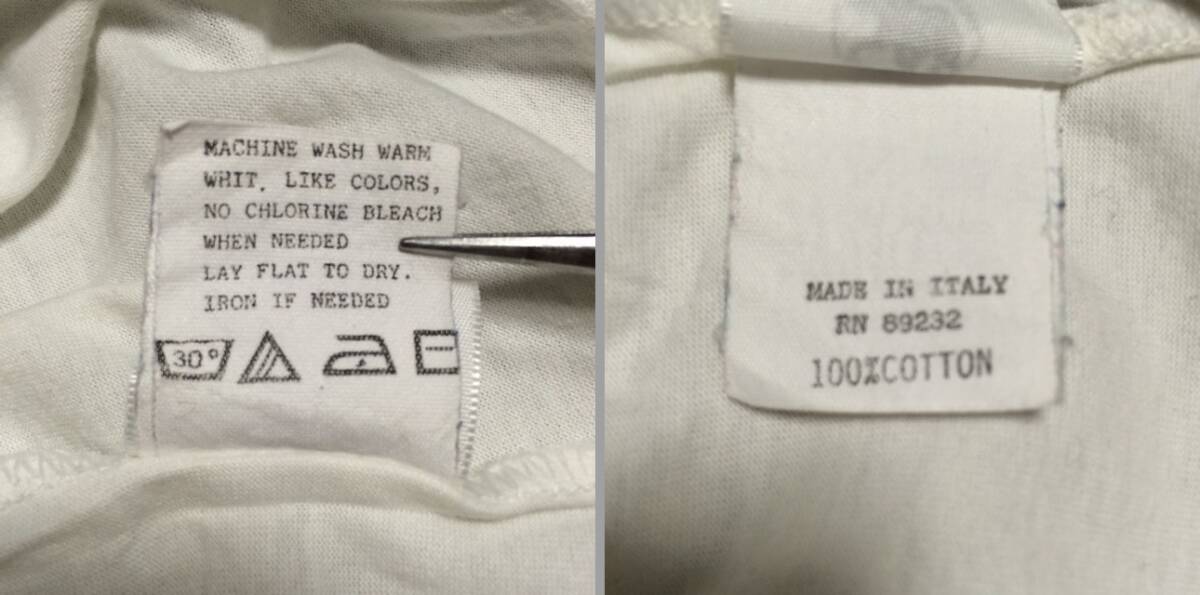 MACHINE WASH WARM
WHIT. LIKE COLORS,
NO CHLORINE BLEACH
WHEN NEEDED
LAY FLAT TO DRY.
IRON IF NEEDED
30°
MADE IN ITALY
RN 89232
100%COTTON